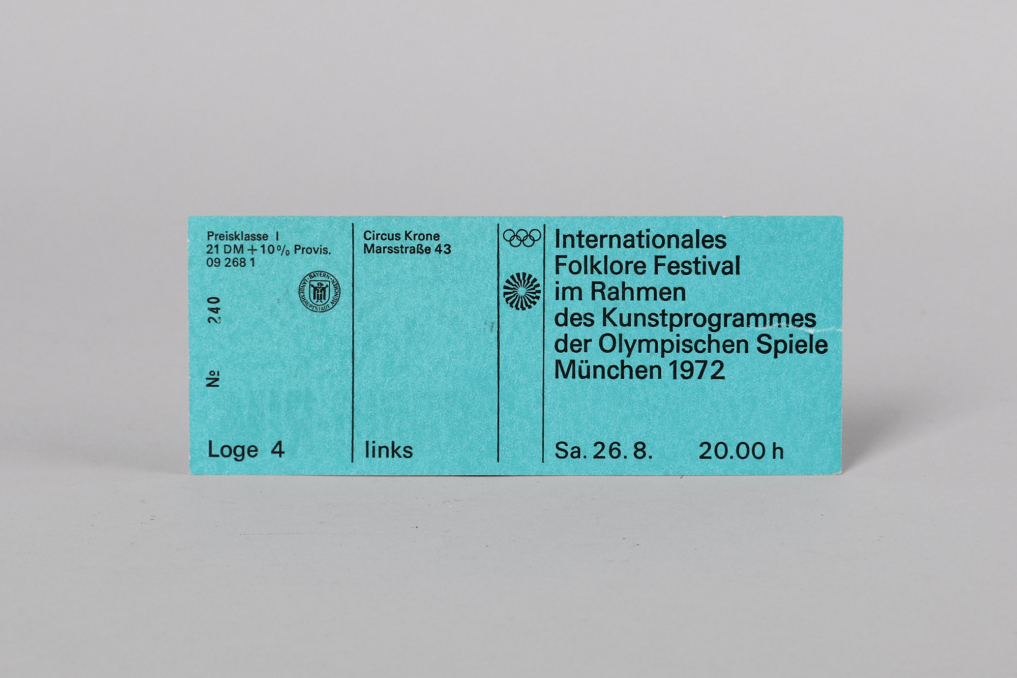 Preisklasse I
21 DM + 10% Provis.
09 268 1
№ 240
Loge 4
Circus Krone
Marsstraße 43
links
Internationales
Folklore Festival
im Rahmen
des Kunstprogrammes
der Olympischen Spiele
München 1972
Sa. 26. 8. 20.00 h